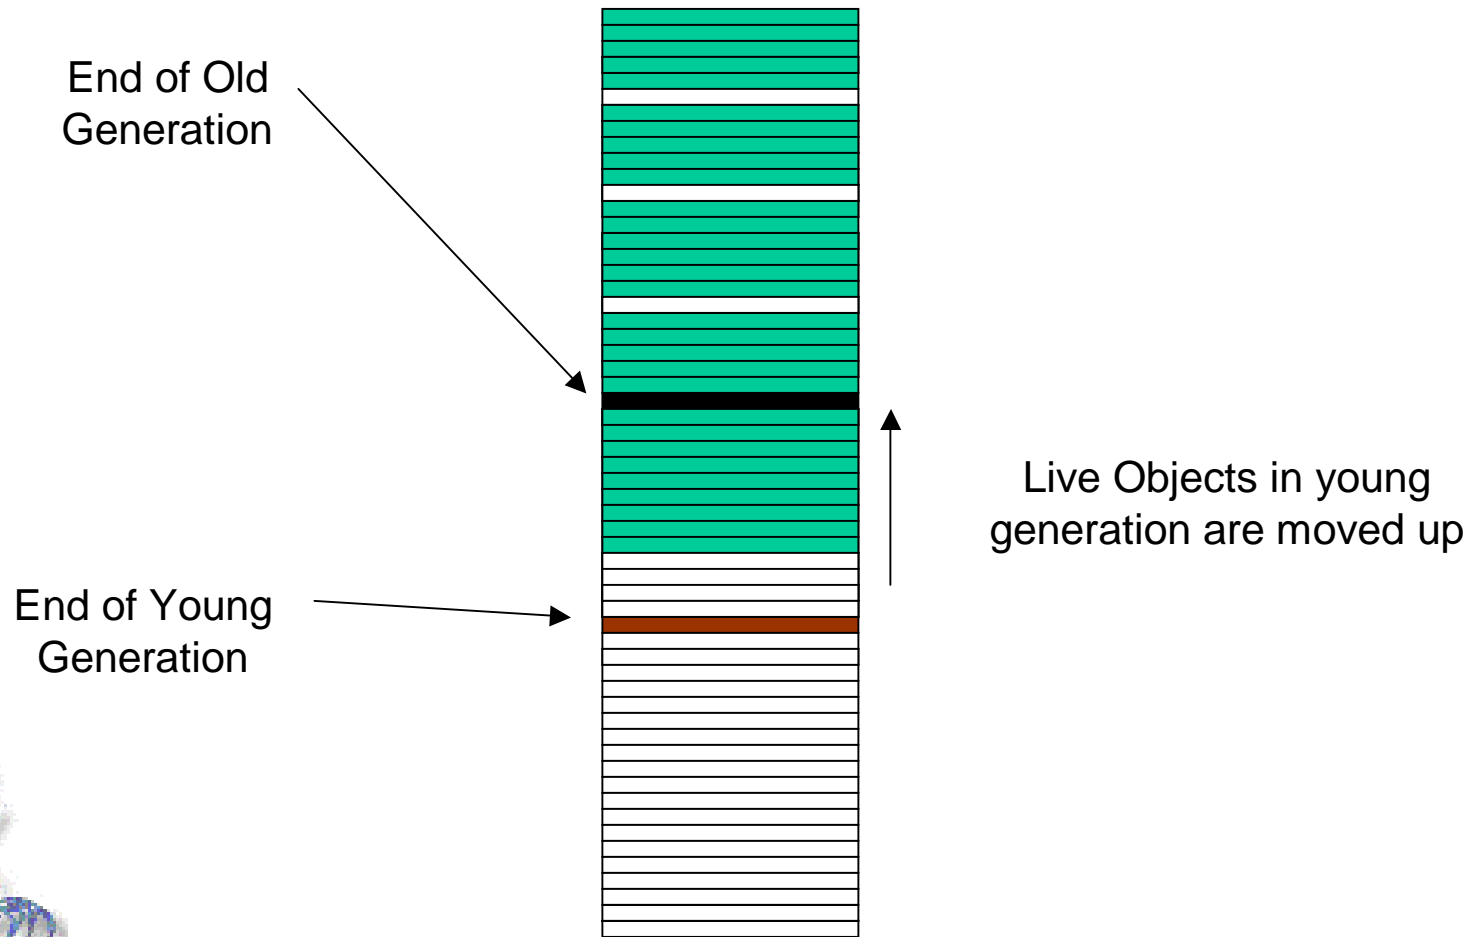 End of Old
Generation
Live Objects in young
generation are moved up
End of Young
Generation